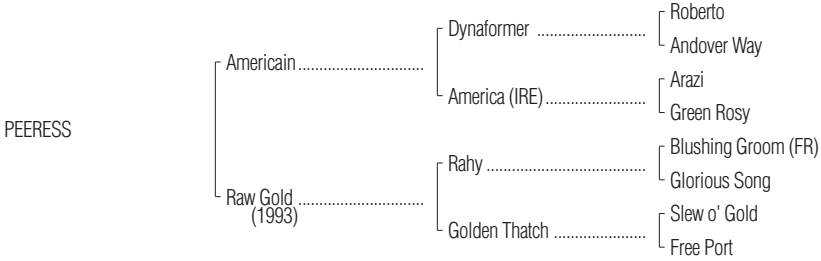 Roberto
Dynaformer ..........................
Andover Way
Americain ..............................
Arazi
America (IRE) ........................
Green Rosy
PEERESS
Blushing Groom (FR)
Rahy ......................................
Glorious Song
Raw Gold ..............................
(1993)
Slew o' Gold
Golden Thatch ......................
Free Port